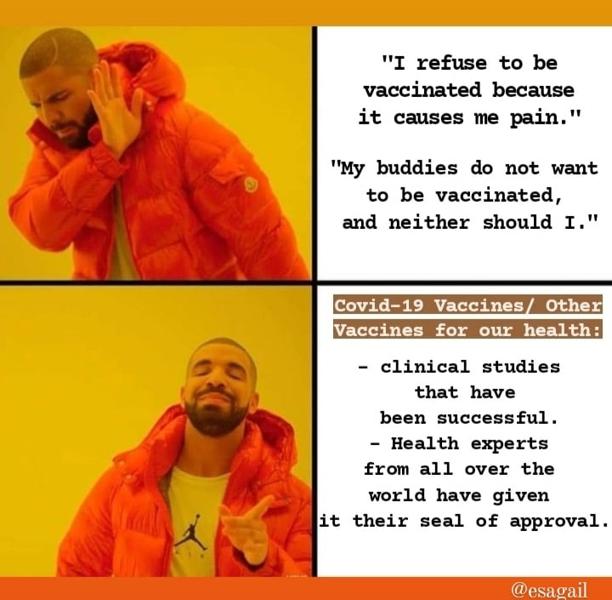 "I refuse to be
vaccinated because
it causes me pain."
"My buddies do not want
to be vaccinated,
and neither should I."
Covid-19 Vaccines/ Other
Vaccines for our health:
- clinical studies
that have
been successful.
- Health experts
from all over the
world have given
it their seal of approval.
@esagail